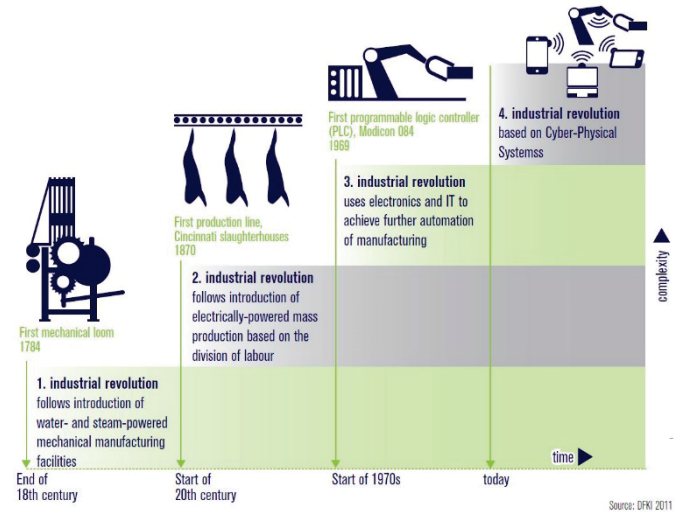 First mechanical loom
1784
1. industrial revolution
follows introduction of
water- and steam-powered
mechanical manufacturing
facilities
End of
18th century
First production line,
Cincinnati slaughterhouses
1870
2. industrial revolution
follows introduction of
electrically-powered mass
production based on the
division of labour
Start of
20th century
First programmable logic controller
(PLC), Modicon 084
1969
3. industrial revolution
uses electronics and IT to
achieve further automation
of manufacturing
Start of 1970s
4. industrial revolution
based on Cyber-Physical
Systemss
today
time
complexity
Source: DFKI 2011